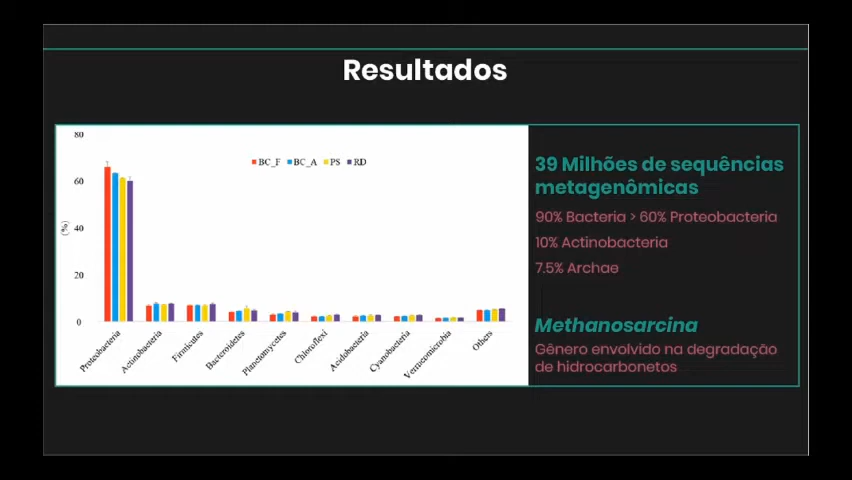 Resultados
80
60
40
20
0
(%)
BC_F BC_A PS RD
Proteobacteria
Actinobacteria
Firmicutes
Bacteroidetes
Planctomycetes
Chloroflexi
Acidobacteria
Cyanobacteria
Verrucomicrobia
Others
39 Milhões de sequências
metagenômicas
90% Bacteria > 60% Proteobacteria
10% Actinobacteria
7.5% Archae
Methanosarcina
Gênero envolvido na degradação
de hidrocarbonetos